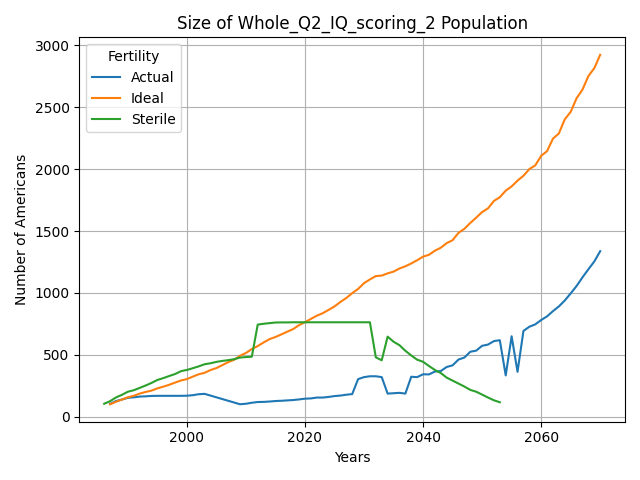 Size of Whole_Q2_IQ_scoring_2 Population
Fertility
Actual
Ideal
Sterile
3000
2500
2000
1500
1000
500
0
Number of Americans
2000
2020
2040
2060
Years